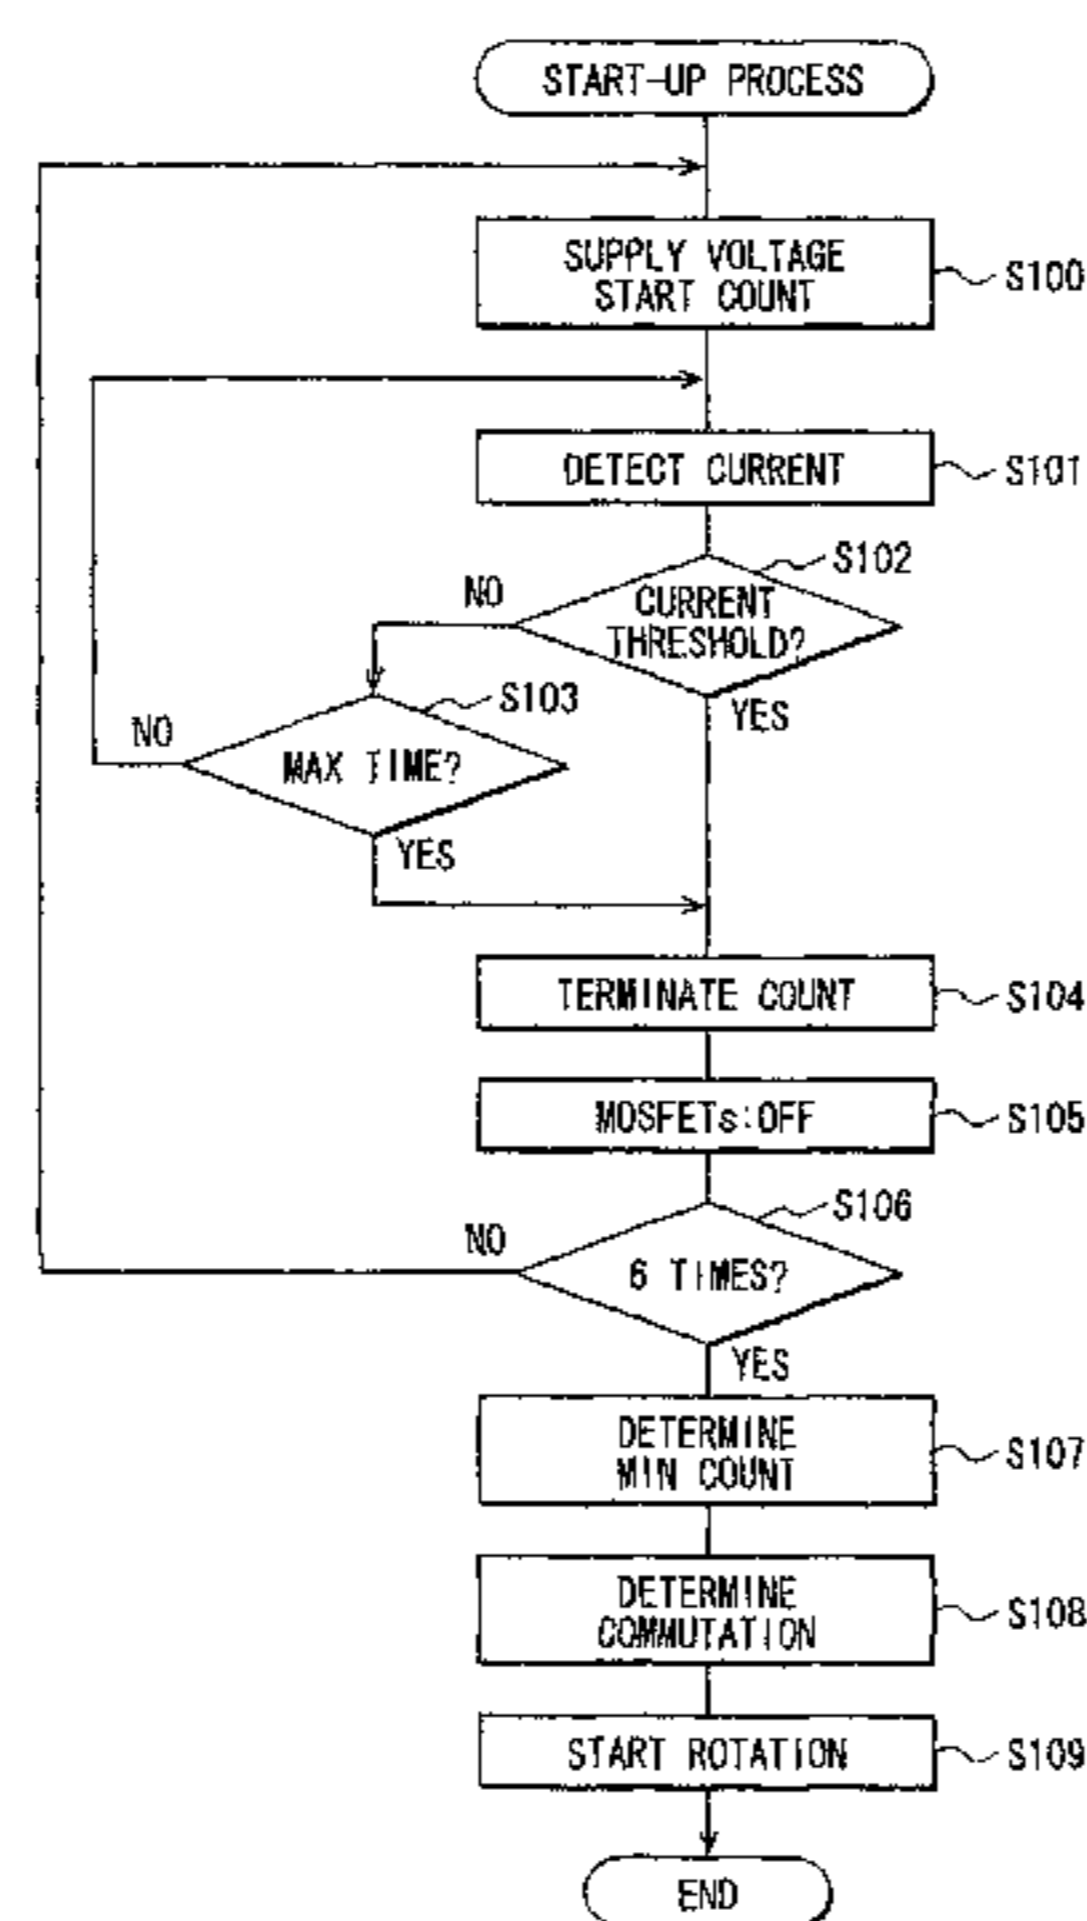 START-UP PROCESS
SUPPLY VOLTAGE
START COUNT
S100
DETECT CURRENT
S101
S102
NO
CURRENT
THRESHOLD?
YES
S103
NO
MAX TIME?
YES
TERMINATE COUNT
S104
MOSFETs:OFF
S105
S106
NO
6 TIMES?
YES
DETERMINE
MIN COUNT
S107
DETERMINE
COMMUTATION
S108
START ROTATION
S109
END